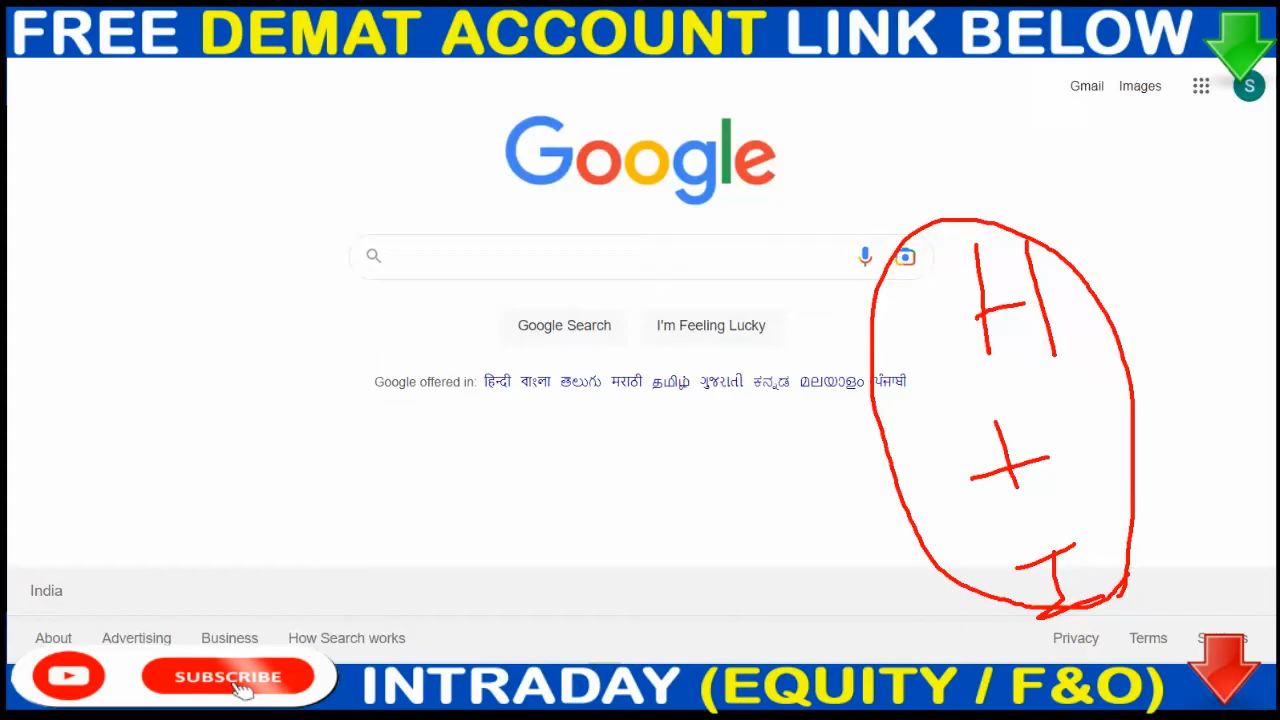 FREE DEMAT ACCOUNT LINK BELOW
Gmail Images S
Google
Google Search I'm Feeling Lucky
Google offered in: हिन्दी বাংলা తెలుగు मराठी தமிழ் ગુજરાતી ಕನ್ನಡ മലയാളം ਪੰਜਾਬੀ
H
+
I
India
About Advertising Business How Search works Privacy Terms
SUBSCRIBE
INTRADAY (EQUITY / F&O)